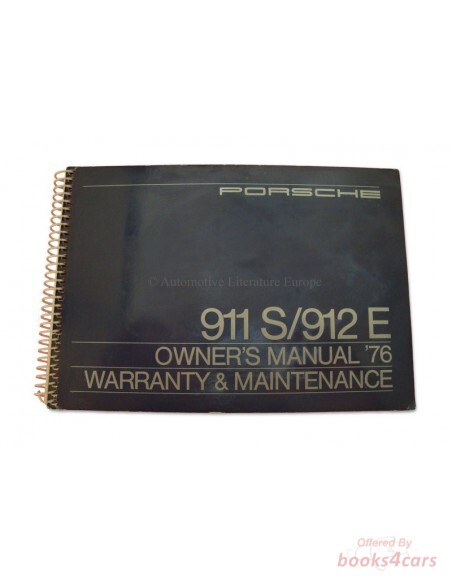 PORSCHE
© Automotive Literature Europe
911 S/912 E
OWNER'S MANUAL '76
WARRANTY & MAINTENANCE
Offered By
books4cars